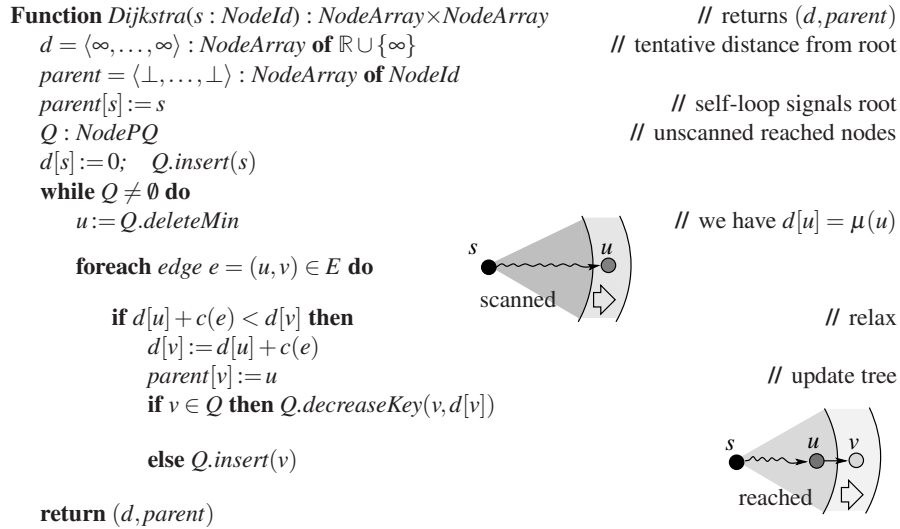 Function Dijkstra(s : NodeId) : NodeArray×NodeArray // returns (d, parent)
d = ⟨∞,...,∞⟩ : NodeArray of ℝ∪{∞} // tentative distance from root
parent = ⟨⊥,...,⊥⟩ : NodeArray of NodeId
parent[s] := s // self-loop signals root
Q : NodePQ // unscanned reached nodes
d[s] := 0; Q.insert(s)
while Q ≠ ∅ do
u := Q.deleteMin // we have d[u] = μ(u)
s u
foreach edge e = (u,v) ∈ E do
scanned
if d[u] + c(e) < d[v] then // relax
d[v] := d[u] + c(e)
parent[v] := u // update tree
if v ∈ Q then Q.decreaseKey(v, d[v])
s u v
else Q.insert(v)
reached
return (d, parent)